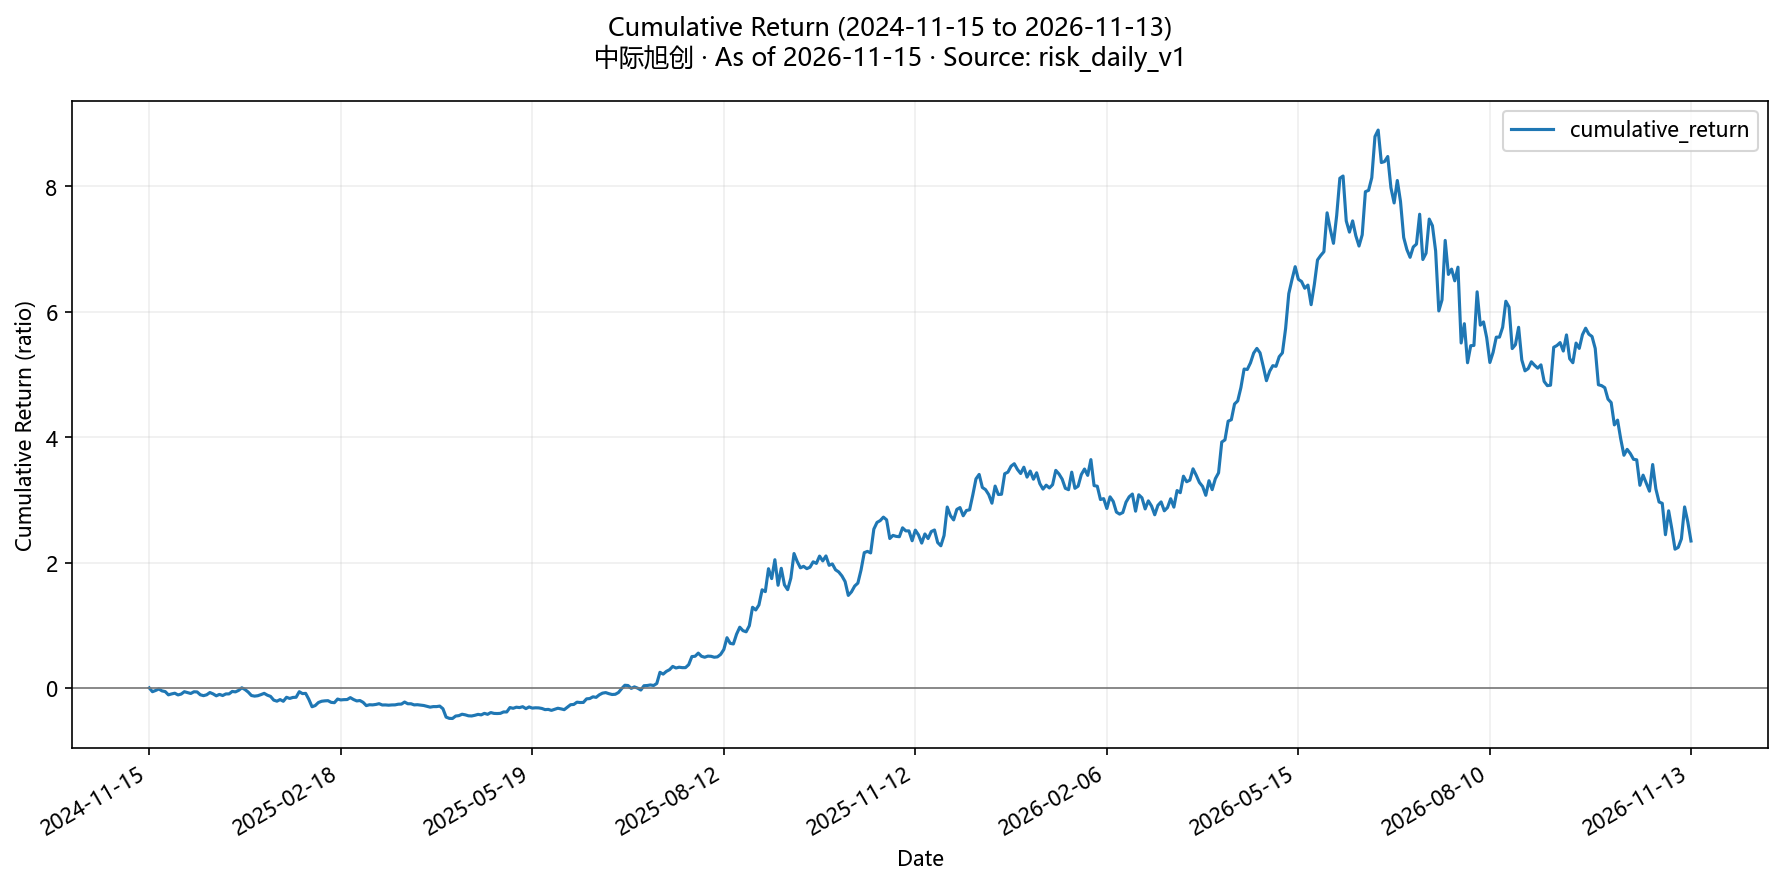 Cumulative Return (2024-11-15 to 2026-11-13)
中际旭创 · As of 2026-11-15 · Source: risk_daily_v1
cumulative_return
Cumulative Return (ratio)
8
6
4
2
0
2024-11-15
2025-02-18
2025-05-19
2025-08-12
2025-11-12
2026-02-06
2026-05-15
2026-08-10
2026-11-13
Date